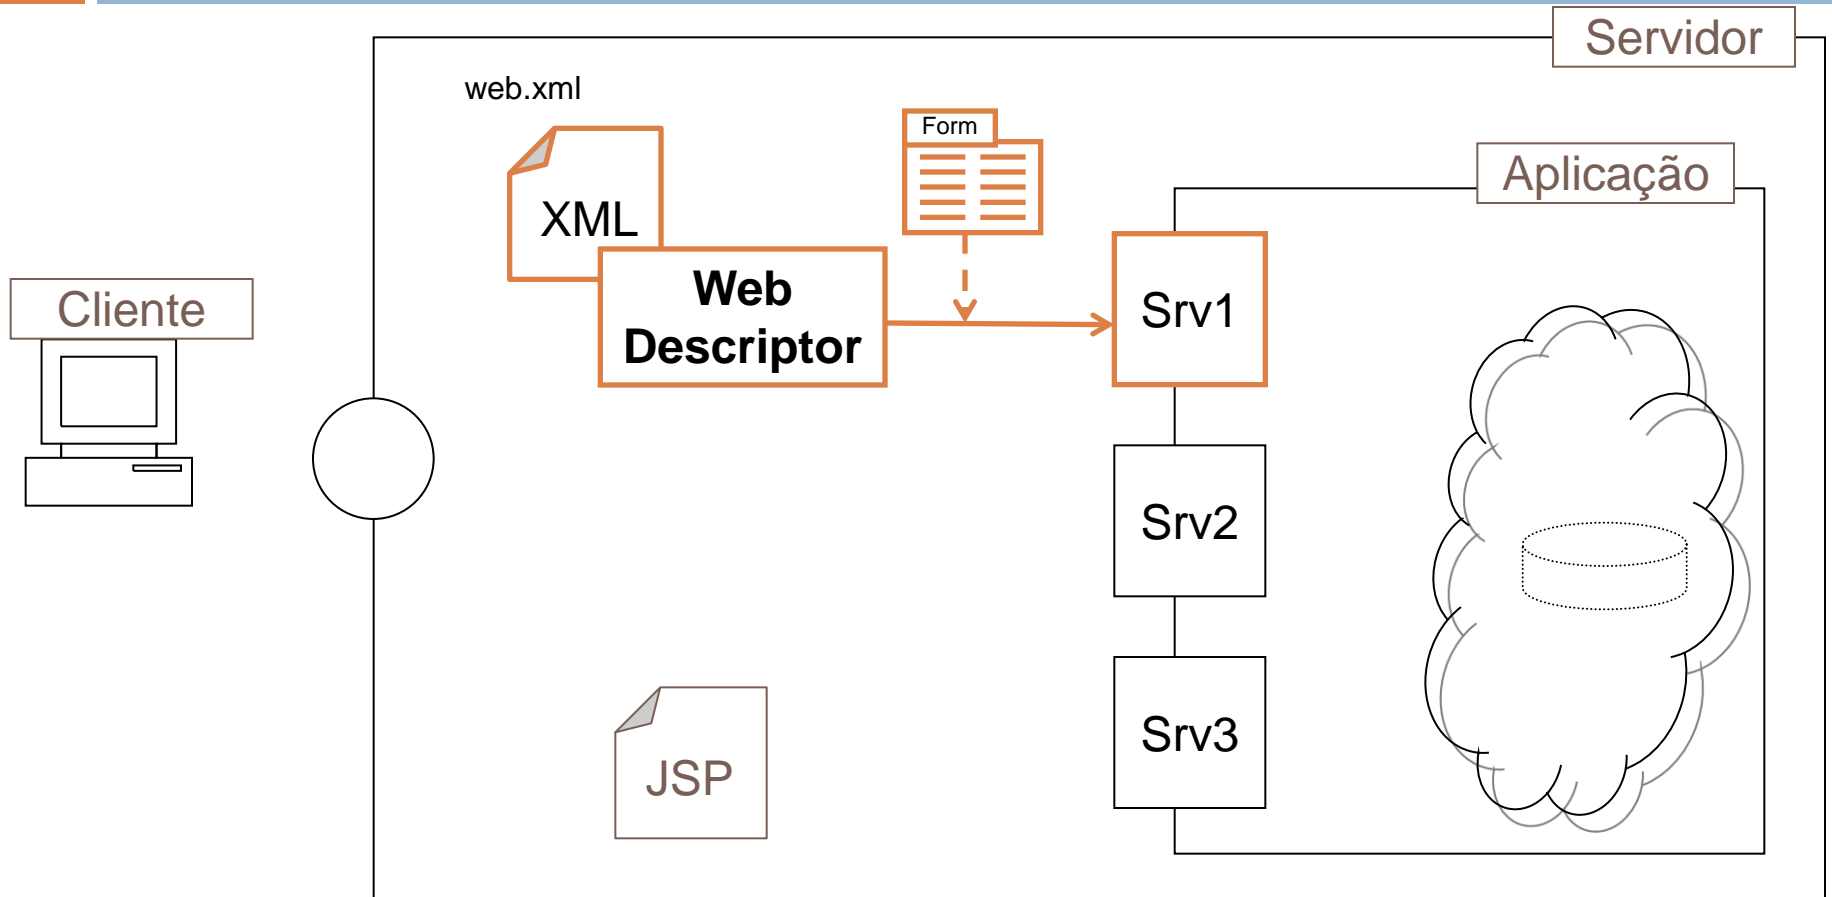 Servidor
web.xml
Form
Aplicação
XML
Web
Descriptor
Srv1
Cliente
Srv2
Srv3
JSP